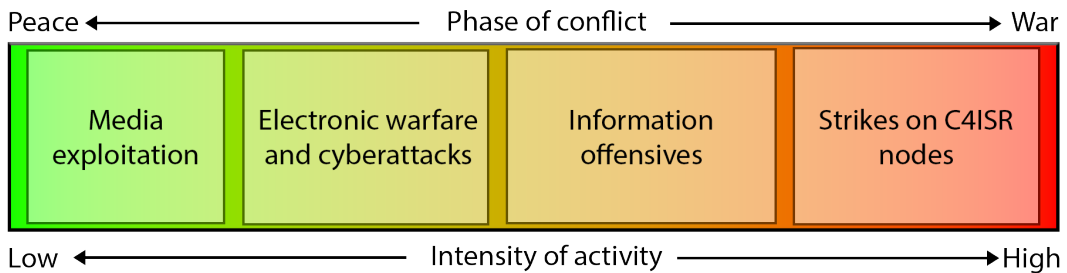 Peace Phase of conflict War
Media
exploitation
Electronic warfare
and cyberattacks
Information
offensives
Strikes on C4ISR
nodes
Low Intensity of activity High